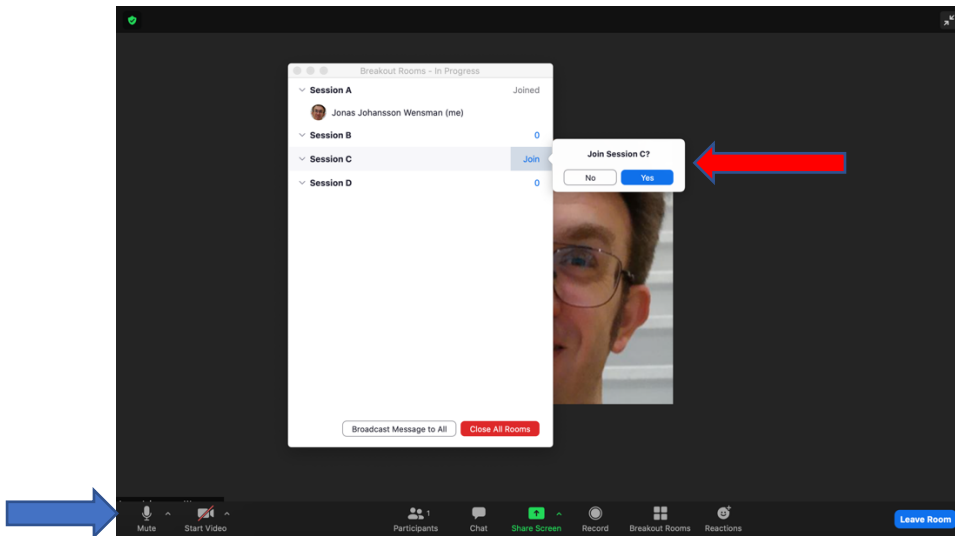 Breakout Rooms - In Progress
Session A Joined
Jonas Johansson Wensman (me)
Session B 0
Session C Join
Join Session C?
No Yes
Session D 0
Broadcast Message to All Close All Rooms
1
Mute Start Video Participants Chat Share Screen Record Breakout Rooms Reactions Leave Room